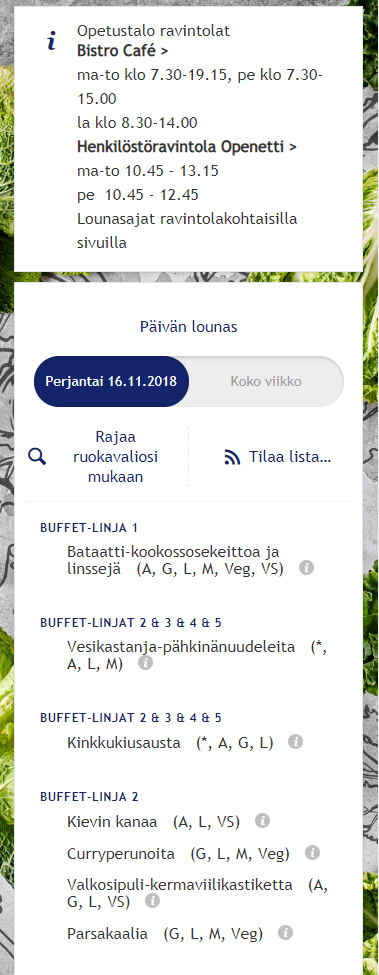 Opetustalo ravintolat
Bistro Café >
ma-to klo 7.30-19.15, pe klo 7.30-
15.00
la klo 8.30-14.00
Henkilöstöravintola Openetti >
ma-to 10.45 - 13.15
pe  10.45 - 12.45
Lounasajat ravintolakohtaisilla
sivuilla
Päivän lounas
Perjantai 16.11.2018
Koko viikko
Rajaa
ruokavaliosi
mukaan
Tilaa lista...
BUFFET-LINJA 1
Bataatti-kookossosekeittoa ja
linssejä (A, G, L, M, Veg, VS)
BUFFET-LINJAT 2 & 3 & 4 & 5
Vesikastanja-pähkinänuudeleita (*,
A, L, M)
BUFFET-LINJAT 2 & 3 & 4 & 5
Kinkkukiusausta (*, A, G, L)
BUFFET-LINJA 2
Kievin kanaa (A, L, VS)
Curryperunoita (G, L, M, Veg)
Valkosipuli-kermaviilikastiketta (A,
G, L, VS)
Parsakaalia (G, L, M, Veg)